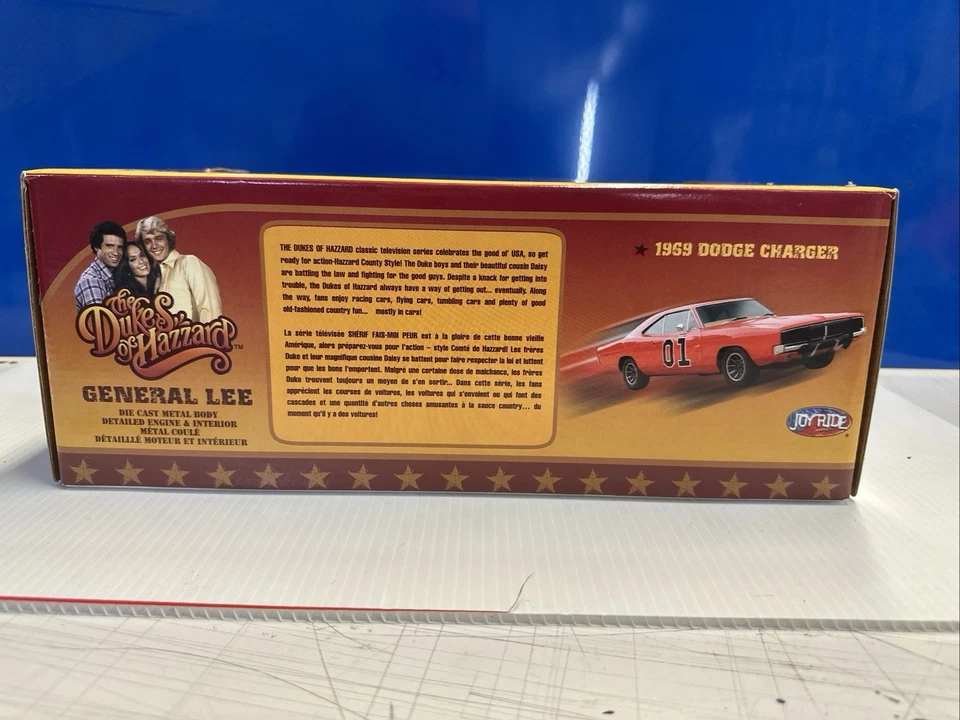 The
Dukes
of Hazzard™
GENERAL LEE
DIE CAST METAL BODY
DETAILED ENGINE & INTERIOR
MÉTAL COULÉ
DÉTAILLLÉ MOTEUR ET INTÉRIEUR
THE DUKES OF HAZZARD classic television series celebrates the good of USA, so get
ready for action-Hazzard County Style! The Duke boys and their beautiful cousin Daisy
are battling the law and fighting for the good guys. Despite a knack for getting into
trouble, the Dukes of Hazzard always have a way of getting out... eventually. Along
the way, fans enjoy racing cars, flying cars, tumbling cars and plenty of good
old-fashioned country fun... mostly in cars!
La série télévisée SHÉRIF FAIS-MOI PEUR est à la gloire de cette bonne vieille
Amérique, alors préparez-vous pour l'action – style Comté de Hazzard! Les frères
Duke et leur magnifique cousine Daisy se battent pour faire respecter la loi et luttent
pour que les bons l'emportent. Malgré une certaine dose de malchance, les frères
Duke trouvent toujours un moyen de s'en sortir... Dans cette série, les fans
apprécient les courses de voitures, les voitures qui s'envolent ou qui font des
cascades et une quantité d'autres choses amusantes à la sauce country... du
moment qu'il y a des voitures!
1969 DODGE CHARGER
01
JOYRIDE